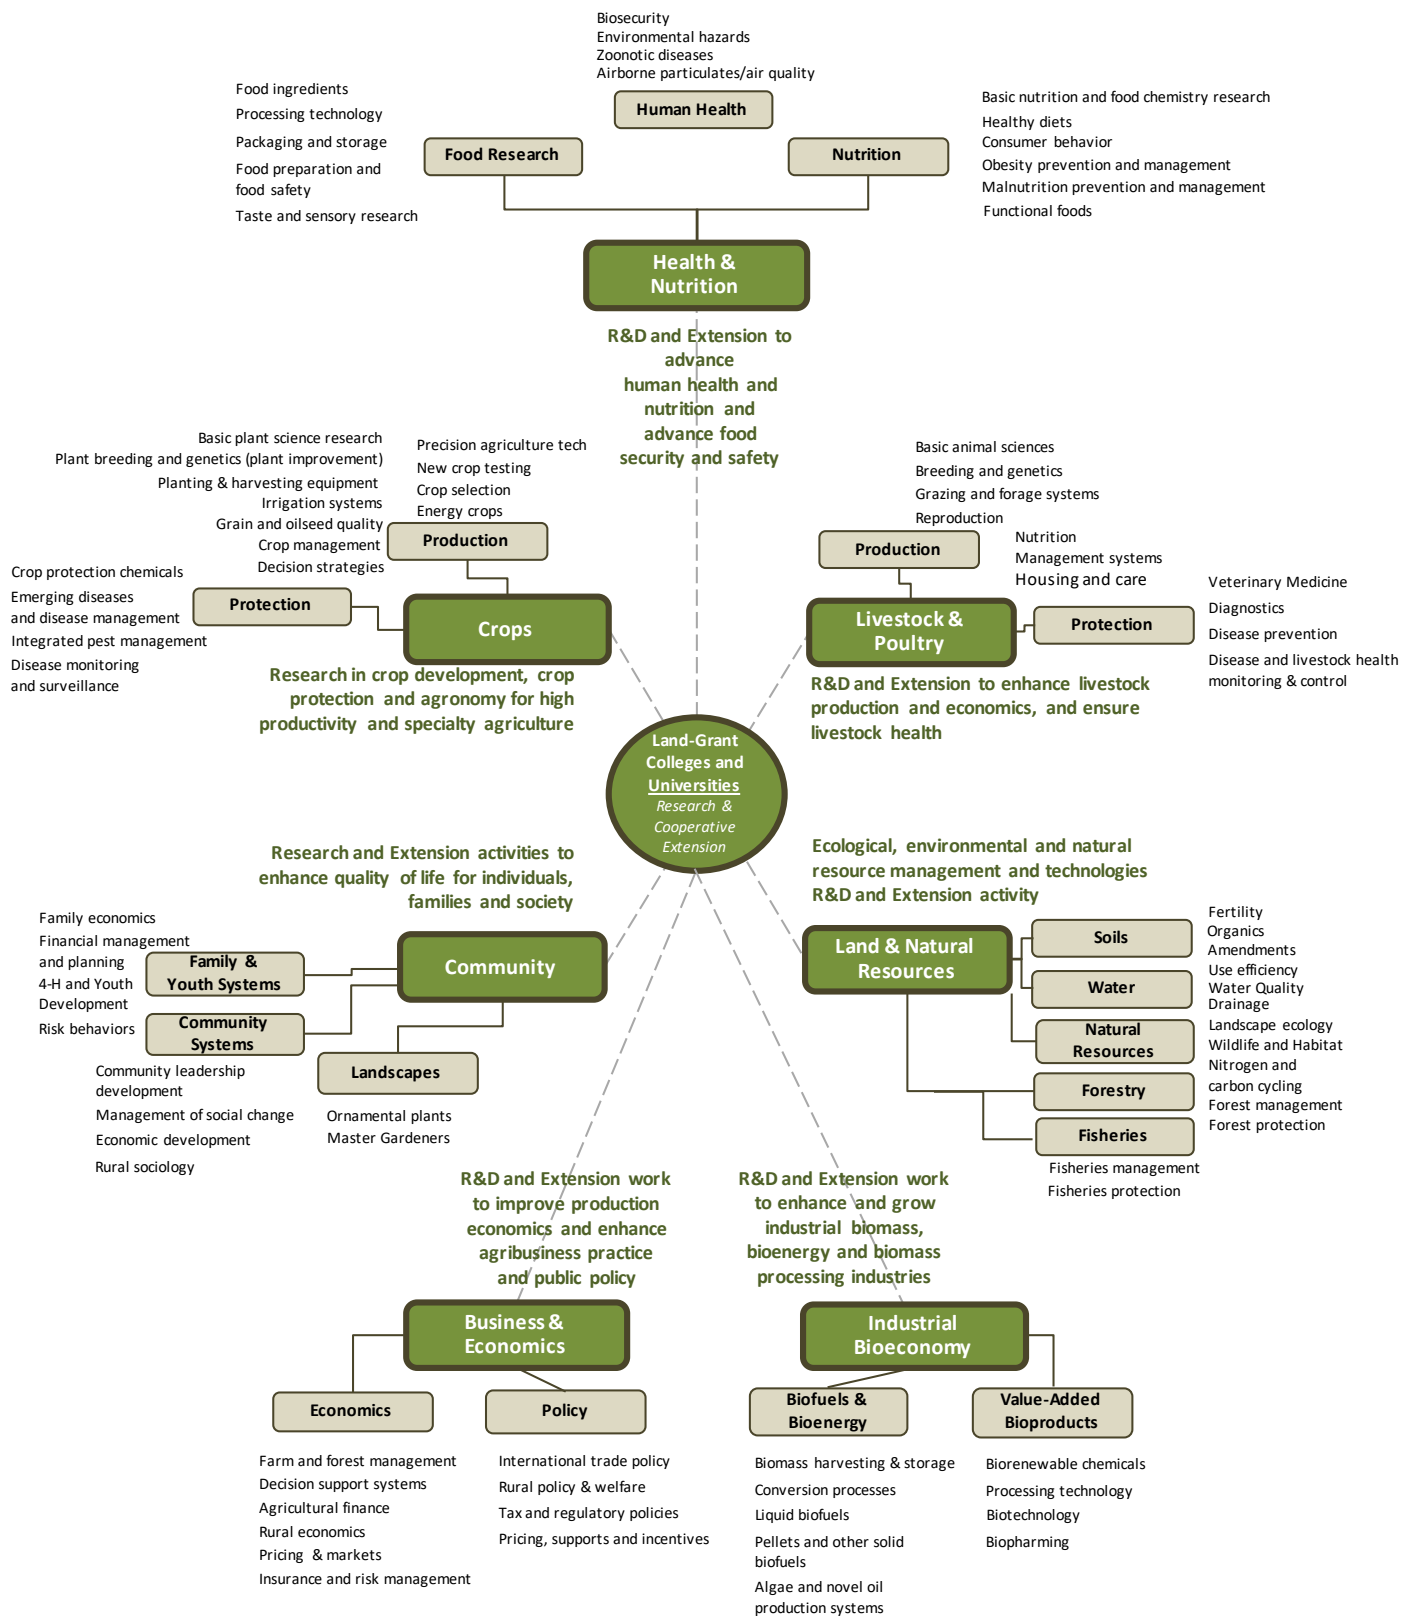 Biosecurity
Environmental hazards
Zoonotic diseases
Airborne particulates/air quality
Human Health
Food ingredients
Processing technology
Packaging and storage
Food preparation and
food safety
Taste and sensory research
Food Research
Nutrition
Basic nutrition and food chemistry research
Healthy diets
Consumer behavior
Obesity prevention and management
Malnutrition prevention and management
Functional foods
Health &
Nutrition
R&D and Extension to
advance
human health and
nutrition and
advance food
security and safety
Basic plant science research
Plant breeding and genetics (plant improvement)
Planting & harvesting equipment
Irrigation systems
Grain and oilseed quality
Crop management
Decision strategies
Precision agriculture tech
New crop testing
Crop selection
Energy crops
Production
Crop protection chemicals
Emerging diseases
and disease management
Integrated pest management
Disease monitoring
and surveillance
Protection
Crops
Research in crop development, crop
protection and agronomy for high
productivity and specialty agriculture
Basic animal sciences
Breeding and genetics
Grazing and forage systems
Reproduction
Production
Nutrition
Management systems
Housing and care
Livestock &
Poultry
Protection
Veterinary Medicine
Diagnostics
Disease prevention
Disease and livestock health
monitoring & control
R&D and Extension to enhance livestock
production and economics, and ensure
livestock health
Land-Grant
Colleges and
Universities
Research &
Cooperative
Extension
Research and Extension activities to
enhance quality of life for individuals,
families and society
Family economics
Financial management
and planning
4-H and Youth
Development
Risk behaviors
Family &
Youth Systems
Community
Systems
Community
Community leadership
development
Management of social change
Economic development
Rural sociology
Landscapes
Ornamental plants
Master Gardeners
Ecological, environmental and natural
resource management and technologies
R&D and Extension activity
Land & Natural
Resources
Soils
Water
Natural
Resources
Forestry
Fisheries
Fertility
Organics
Amendments
Use efficiency
Water Quality
Drainage
Landscape ecology
Wildlife and Habitat
Nitrogen and
carbon cycling
Forest management
Forest protection
Fisheries management
Fisheries protection
R&D and Extension work
to improve production
economics and enhance
agribusiness practice
and public policy
Business &
Economics
Economics
Policy
Farm and forest management
Decision support systems
Agricultural finance
Rural economics
Pricing & markets
Insurance and risk management
International trade policy
Rural policy & welfare
Tax and regulatory policies
Pricing, supports and incentives
R&D and Extension work
to enhance and grow
industrial biomass,
bioenergy and biomass
processing industries
Industrial
Bioeconomy
Biofuels &
Bioenergy
Value-Added
Bioproducts
Biomass harvesting & storage
Conversion processes
Liquid biofuels
Pellets and other solid
biofuels
Algae and novel oil
production systems
Biorenewable chemicals
Processing technology
Biotechnology
Biopharming